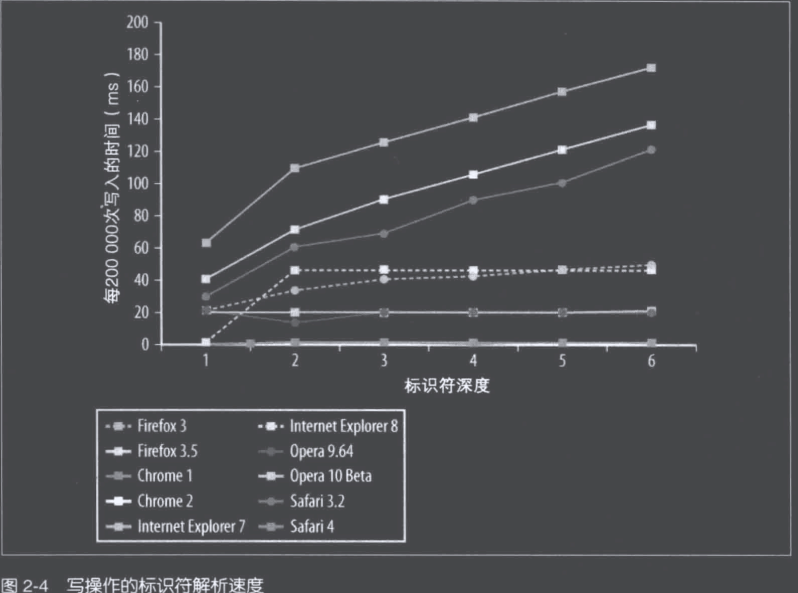 每200 000次写入的时间（ms）
200
180
160
140
120
100
80
60
40
20
0
1 2 3 4 5 6
标识符深度
Firefox 3 Internet Explorer 8
Firefox 3.5 Opera 9.64
Chrome 1 Opera 10 Beta
Chrome 2 Safari 3.2
Internet Explorer 7 Safari 4
图 2-4 写操作的标识符解析速度